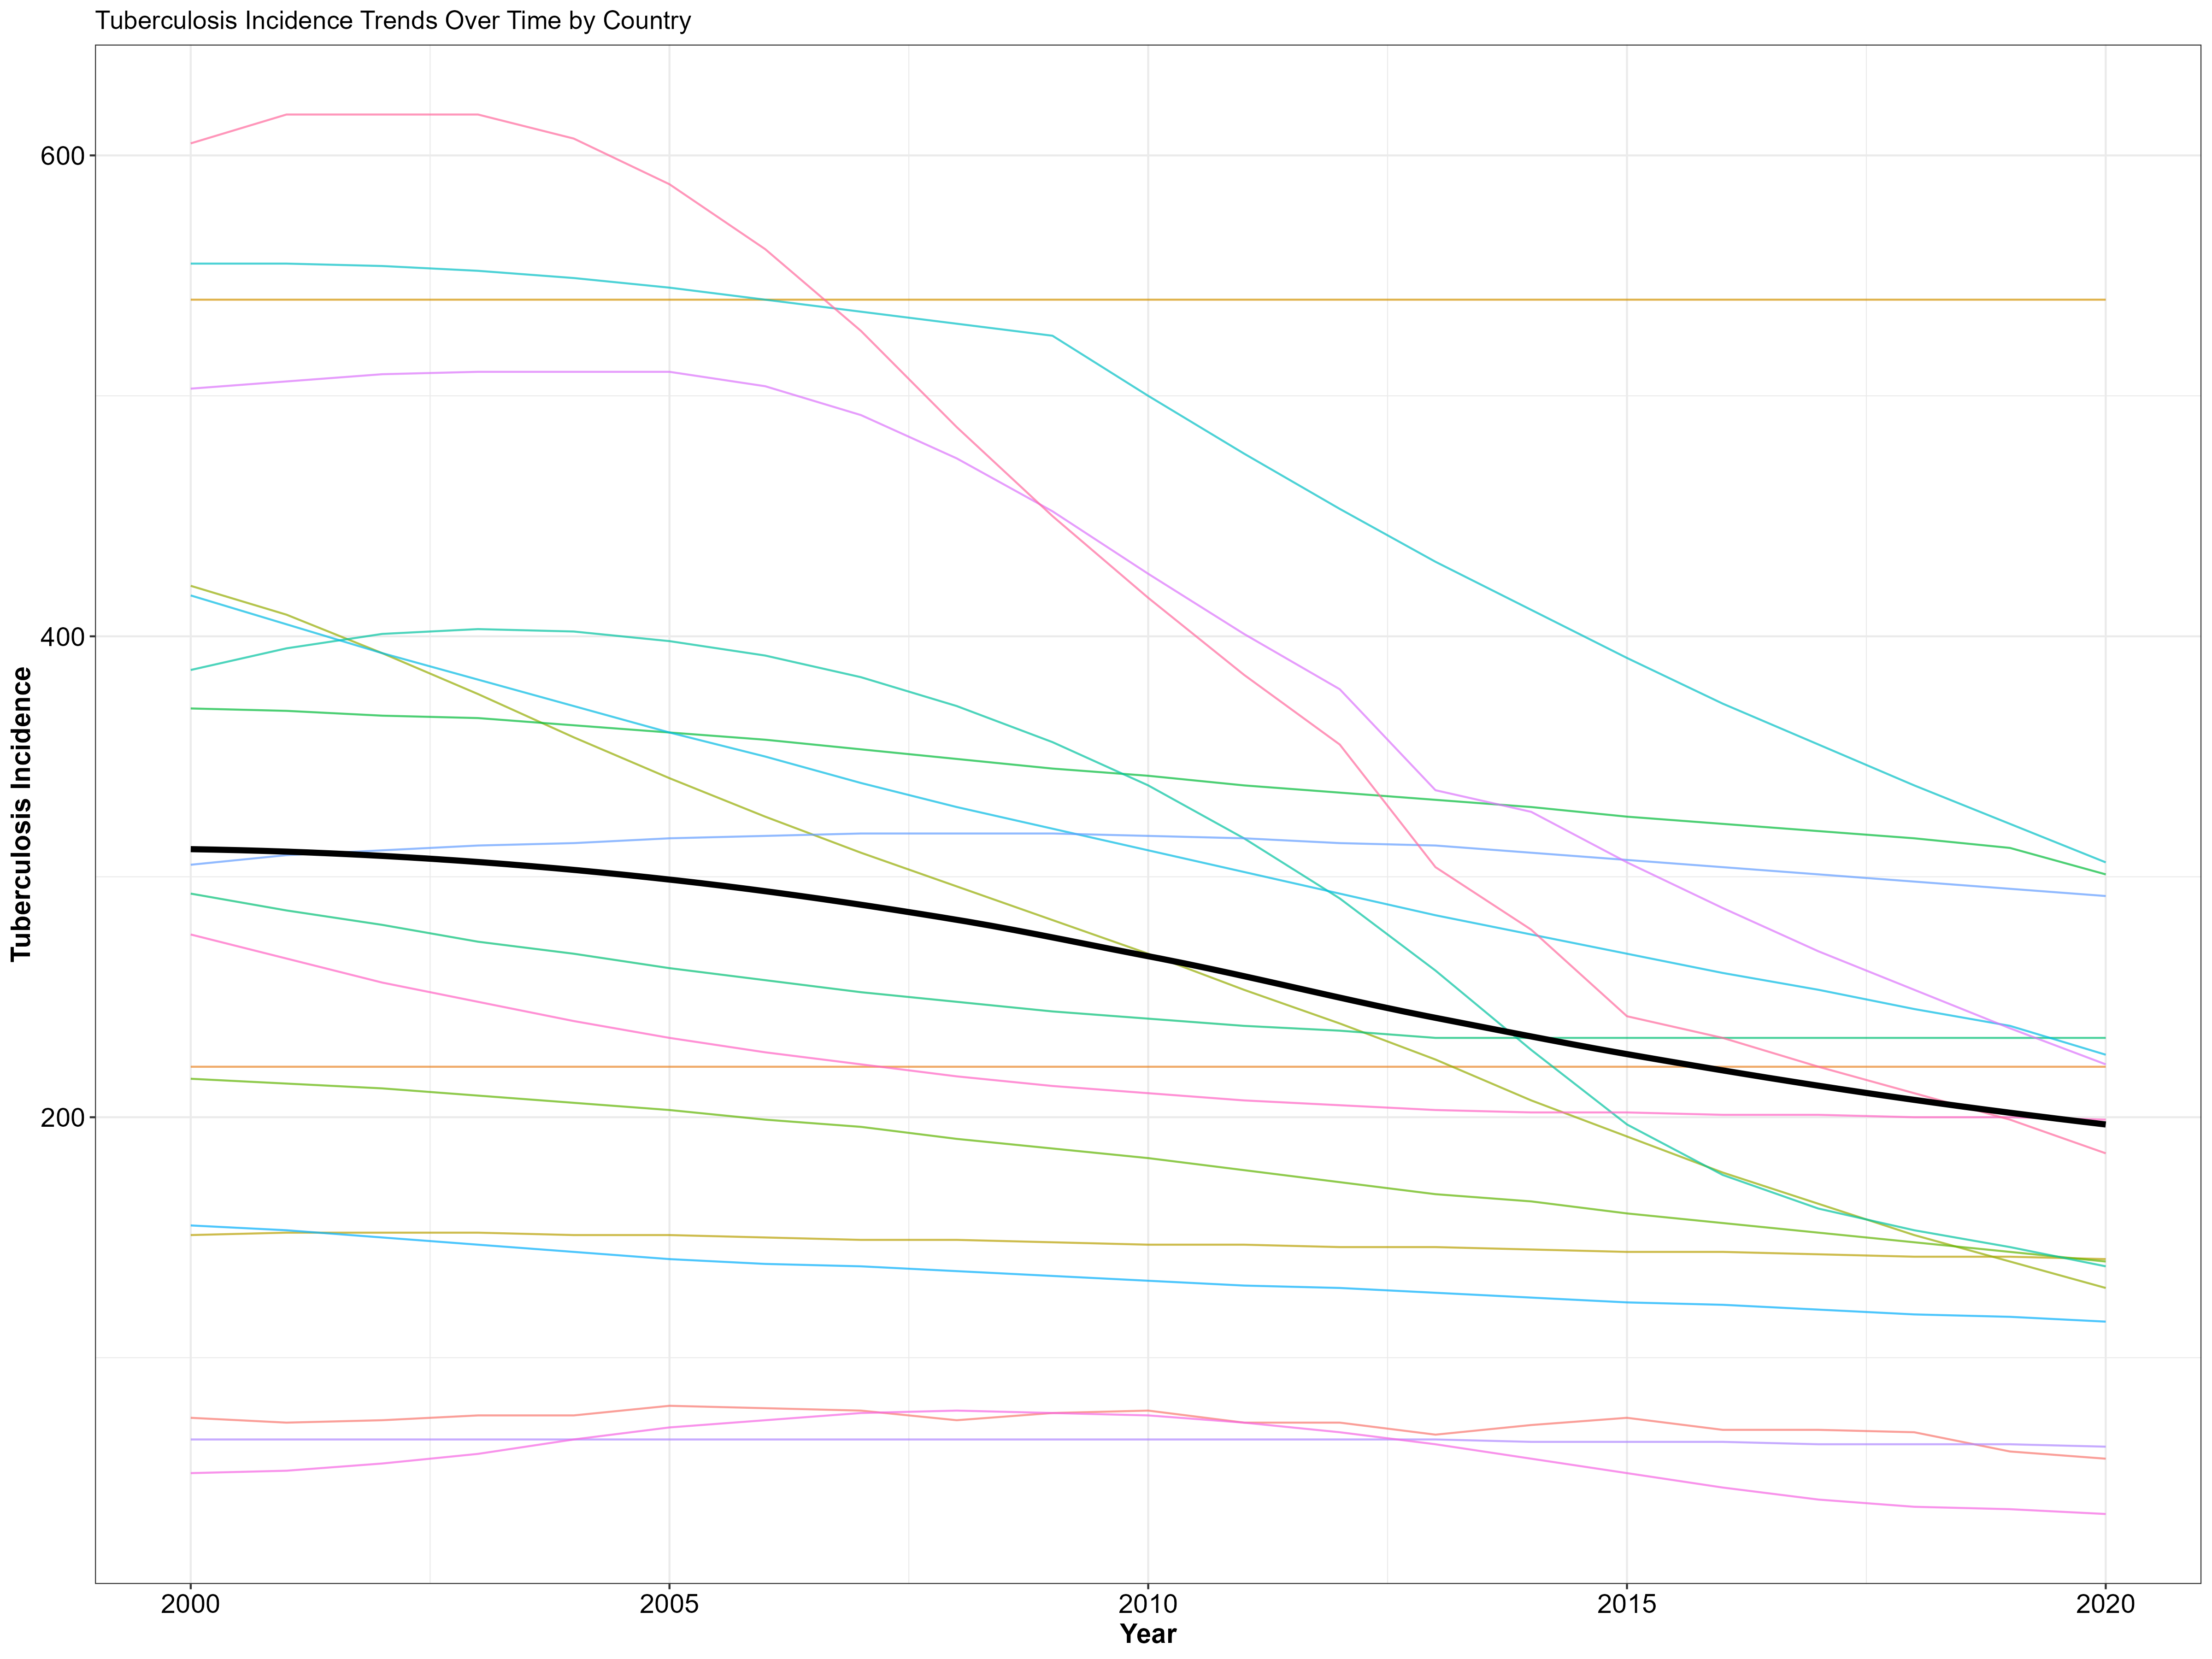 Tuberculosis Incidence Trends Over Time by Country
600
400
200
Tuberculosis Incidence
2000 2005 2010 2015 2020
Year